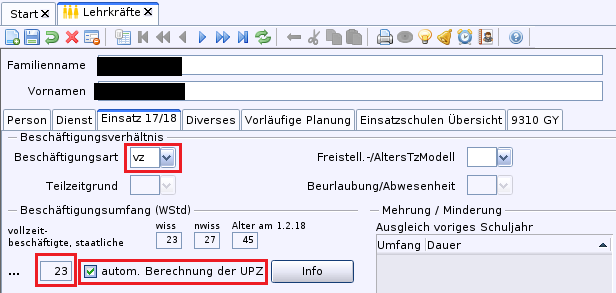 Start Lehrkräfte
Familienname
Vornamen
Person Dienst Einsatz 17/18 Diverses Vorläufige Planung Einsatzschulen Übersicht 9310 GY
Beschäftigungsverhältnis
Beschäftigungsart vz Freistell.-/AltersTzModell
Teilzeitgrund Beurlaubung/Abwesenheit
Beschäftigungsumfang (WStd) Mehrung / Minderung
wiss nwiss Alter am 1.2.18 Ausgleich voriges Schuljahr
vollzeit-
beschäftigte, staatliche 23 27 45 Umfang Dauer
... 23 autom. Berechnung der UPZ Info